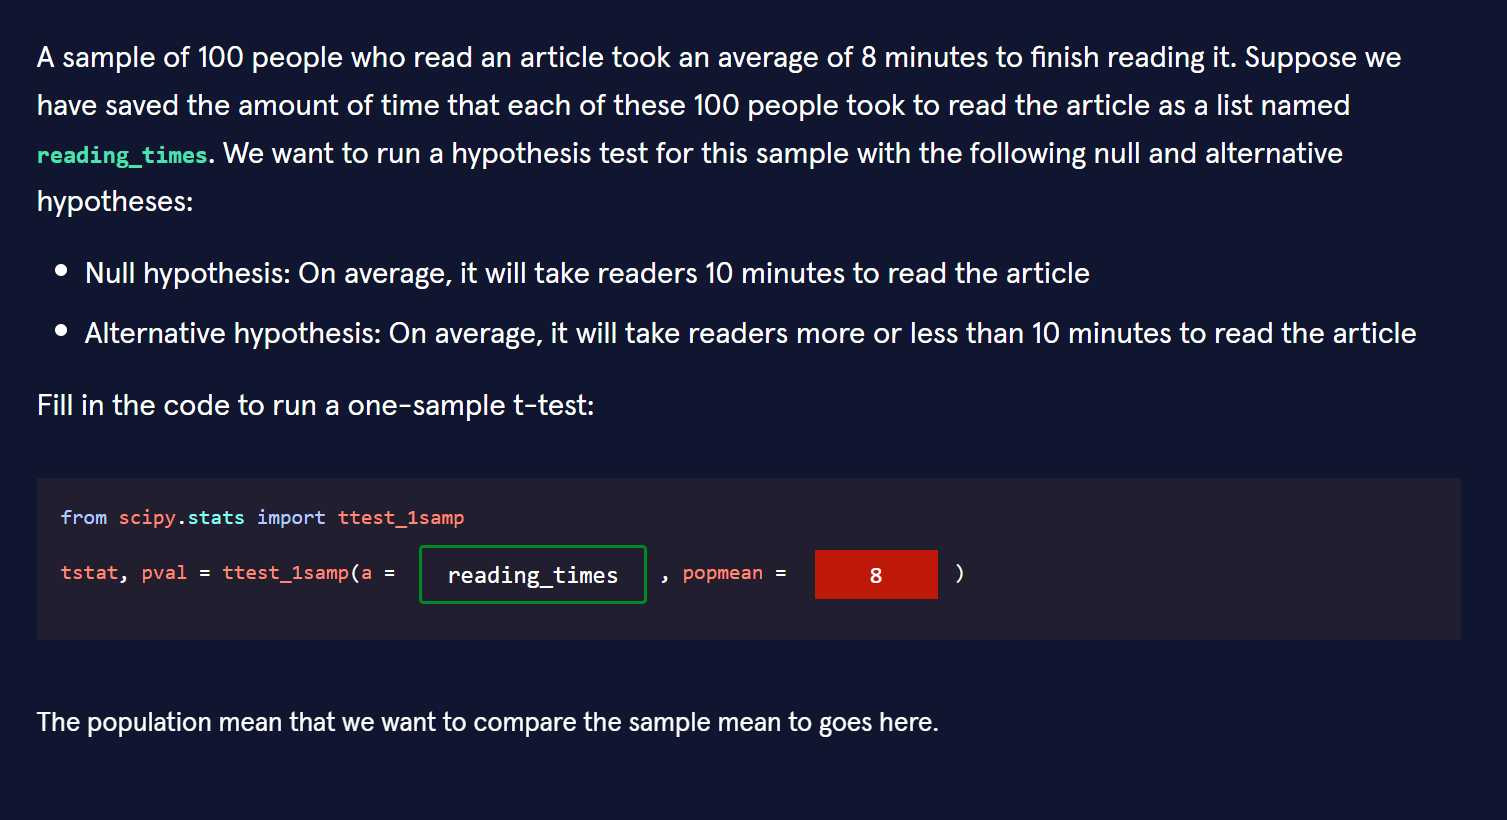 A sample of 100 people who read an article took an average of 8 minutes to finish reading it. Suppose we
have saved the amount of time that each of these 100 people took to read the article as a list named
reading_times. We want to run a hypothesis test for this sample with the following null and alternative
hypotheses:
• Null hypothesis: On average, it will take readers 10 minutes to read the article
• Alternative hypothesis: On average, it will take readers more or less than 10 minutes to read the article
Fill in the code to run a one-sample t-test:
from scipy.stats import ttest_1samp
tstat, pval = ttest_1samp(a = reading_times , popmean = 8 )
The population mean that we want to compare the sample mean to goes here.